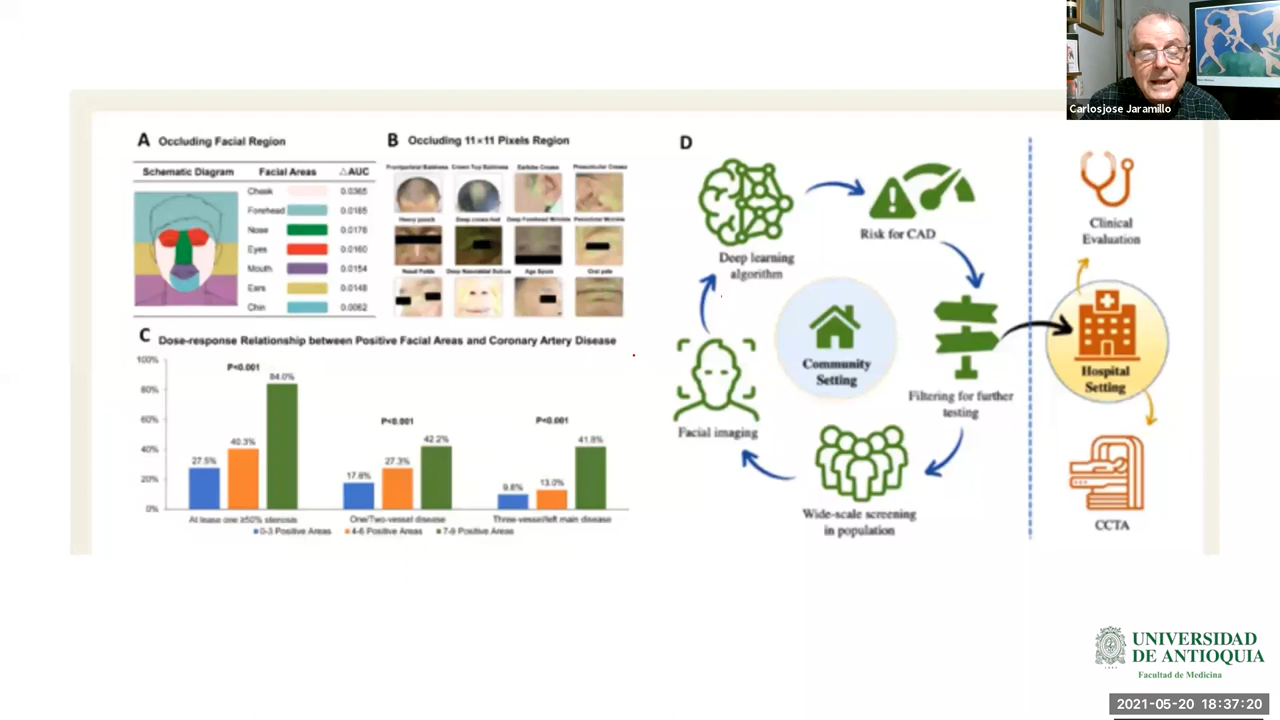 Carlosjose Jaramillo
A Occluding Facial Region
Schematic Diagram Facial Areas △AUC
Cheek 0.0365
Forehead 0.0185
Nose 0.0176
Eyes 0.0160
Mouth 0.0154
Ears 0.0148
Chin 0.0062
B Occluding 11×11 Pixels Region
Frontoparietal Baldness Crown Top Baldness Earlobe Crease Preauricular Crease
Heavy pouch Deep crow-feet Deep Forehead Wrinkle Periorbital Wrinkle
Nasal Folds Deep Nasolabial Sulcus Age Spots Oral pale
C Dose-response Relationship between Positive Facial Areas and Coronary Artery Disease
100%
80%
60%
40%
20%
0%
P<0.001
27.5% 40.3% 84.0%
P<0.001
17.6% 27.3% 42.2%
P<0.001
9.8% 13.0% 41.8%
At lease one ≥50% stenosis One/Two-vessel disease Three-vessel/left main disease
0-3 Positive Areas 4-6 Positive Areas 7-9 Positive Areas
D
Deep learning
algorithm
Risk for CAD
Community
Setting
Filtering for further
testing
Facial imaging
Wide-scale screening
in population
Clinical
Evaluation
Hospital
Setting
CCTA
UNIVERSIDAD
DE ANTIOQUIA
Facultad de Medicina
2021-05-20 18:37:20